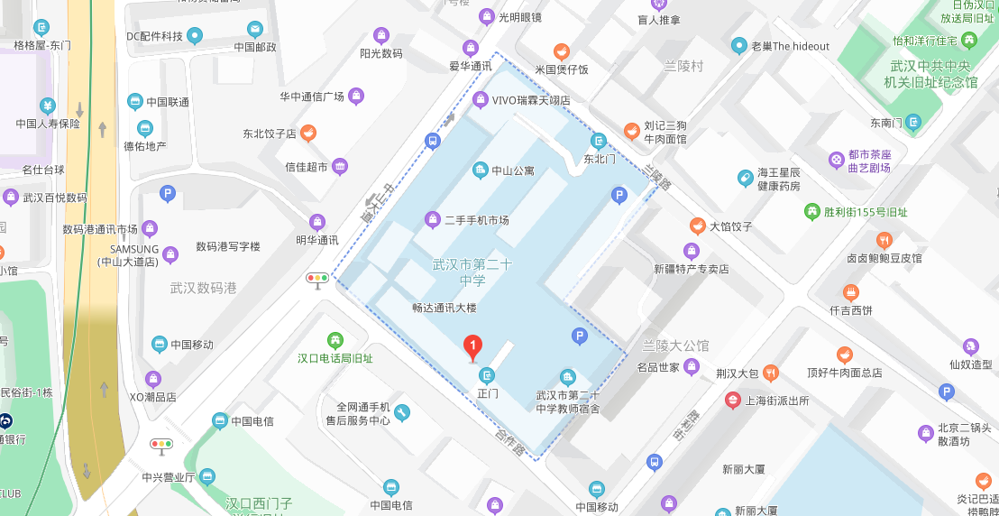 日伪汉口
放送局旧址
光明眼镜
盲人推拿
格格屋-东门
DC配件科技
中国邮政
阳光数码
爱华通讯
米国煲仔饭
兰陵村
老巢The hideout
怡和洋行住宅
武汉中共中央
机关旧址纪念馆
华中通信广场
VIVO瑞霖天翊店
中国联通
中国人寿保险
东南门
东北饺子店
刘记三狗
牛肉面馆
德佑地产
东北门
都市茶座
曲艺剧场
名仕台球
信佳超市
中山公寓
海王星辰
健康药房
兰陵路
武汉百悦数码
P
P
中山大道
胜利街155号旧址
二手手机市场
数码港通讯市场
大馅饺子
明华通讯
园
数码港写字楼
SAMSUNG
(中山大道店)
卤卤鲍鲍豆皮馆
武汉市第二十
中学
新疆特产专卖店
小馆
武汉数码港
畅达通讯大楼
仟吉西饼
号
中国移动
汉口电话局旧址
1
P
兰陵大公馆
名品世家
荆汉大包
顶好牛肉面总店
仙奴造型
XO潮品店
正门
武汉市第二十
中学教师宿舍
民俗街-1栋
上海街派出所
P
全网通手机
售后服务中心
中国电信
胜利街
北京二锅头
散酒坊
通银行
合作路
新丽大厦
中兴营业厅
CLUB
汉口西门子
中国电信
中国移动
新丽大厦
炎记巴适
捞鸭脖